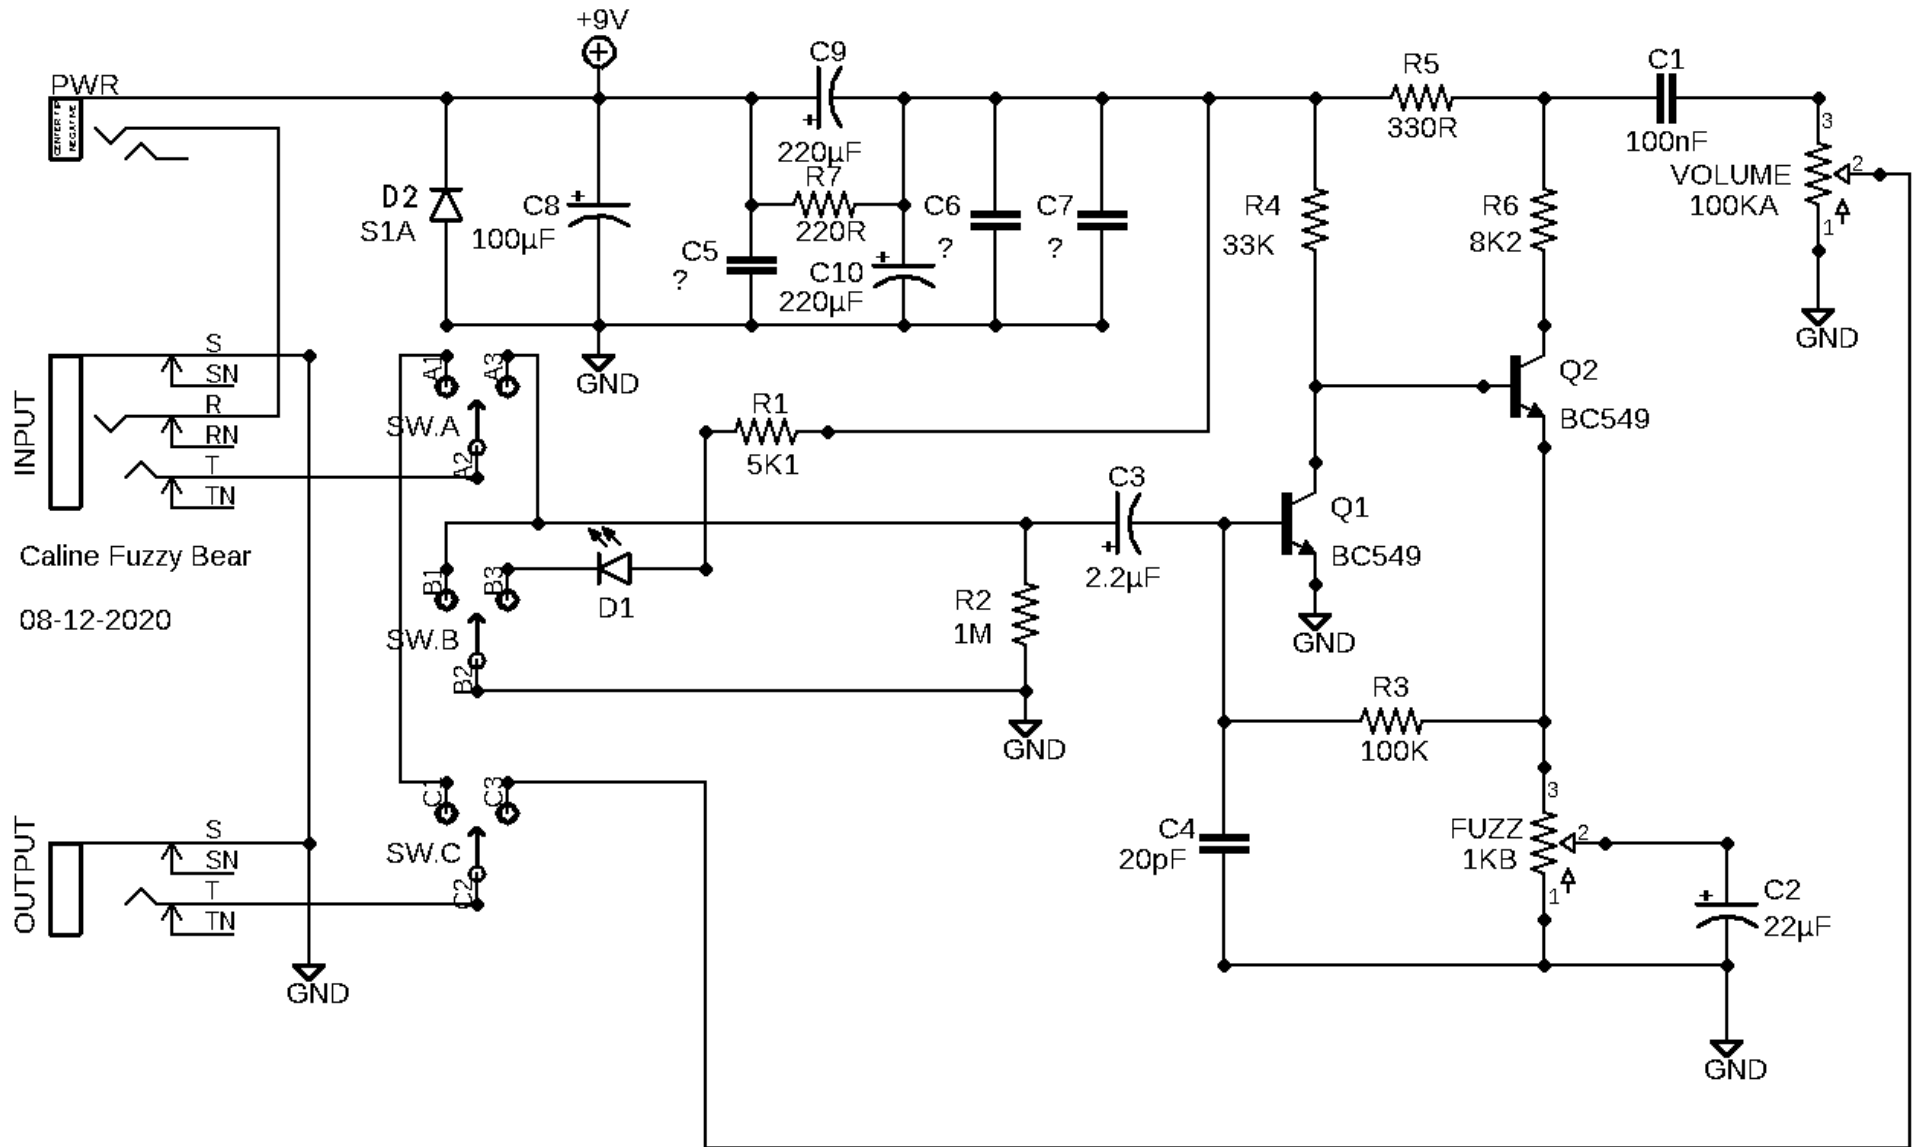 +9V
PWR
CENTER TIP
NEGATIVE
C9
220µF
R7
220R
D2
S1A
C8
100µF
C5
?
C10
220µF
C6
?
C7
?
R5
330R
C1
100nF
VOLUME
100KA
3
2
1
GND
R4
33K
R6
8K2
GND
INPUT
S
SN
R
RN
T
TN
A1
A3
SW.A
A2
R1
5K1
Q2
BC549
C3
2.2µF
Q1
BC549
GND
Caline Fuzzy Bear
08-12-2020
B1
B3
SW.B
B2
D1
R2
1M
GND
R3
100K
C1
C3
SW.C
C2
C4
20pF
FUZZ
1KB
3
2
1
C2
22µF
OUTPUT
S
SN
T
TN
GND
GND